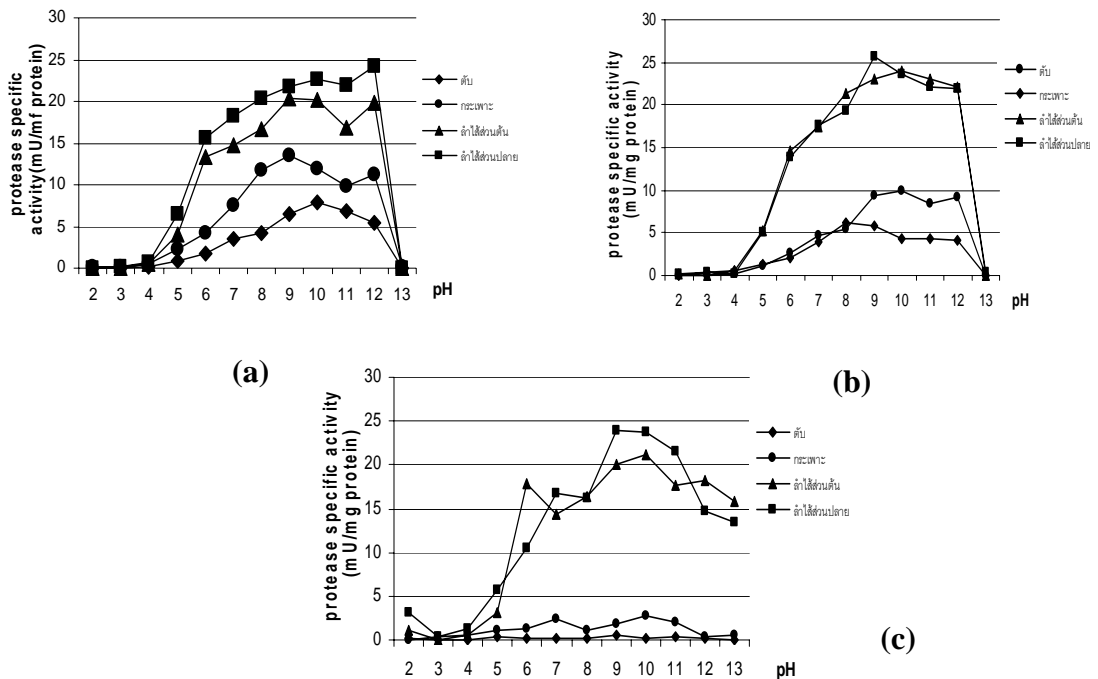 30
25
20
15
10
5
0
protease specific
activity(mU/mf protein)
2 3 4 5 6 7 8 9 10 11 12 13
pH
ตับ
กระเพาะ
ลำไส้ส่วนต้น
ลำไส้ส่วนปลาย
(a)
30
25
20
15
10
5
0
protease specific activity
(mU/mg protein)
2 3 4 5 6 7 8 9 10 11 12 13
pH
ตับ
กระเพาะ
ลำไส้ส่วนต้น
ลำไส้ส่วนปลาย
(b)
30
25
20
15
10
5
0
protease specific activity
(mU/mg protein)
2 3 4 5 6 7 8 9 10 11 12 13
pH
ตับ
กระเพาะ
ลำไส้ส่วนต้น
ลำไส้ส่วนปลาย
(c)